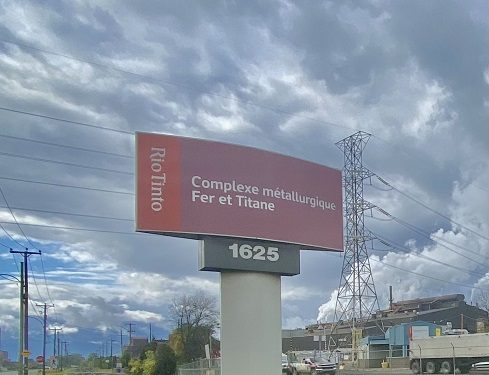 RioTinto
Complexe métallurgique
Fer et Titane
1625